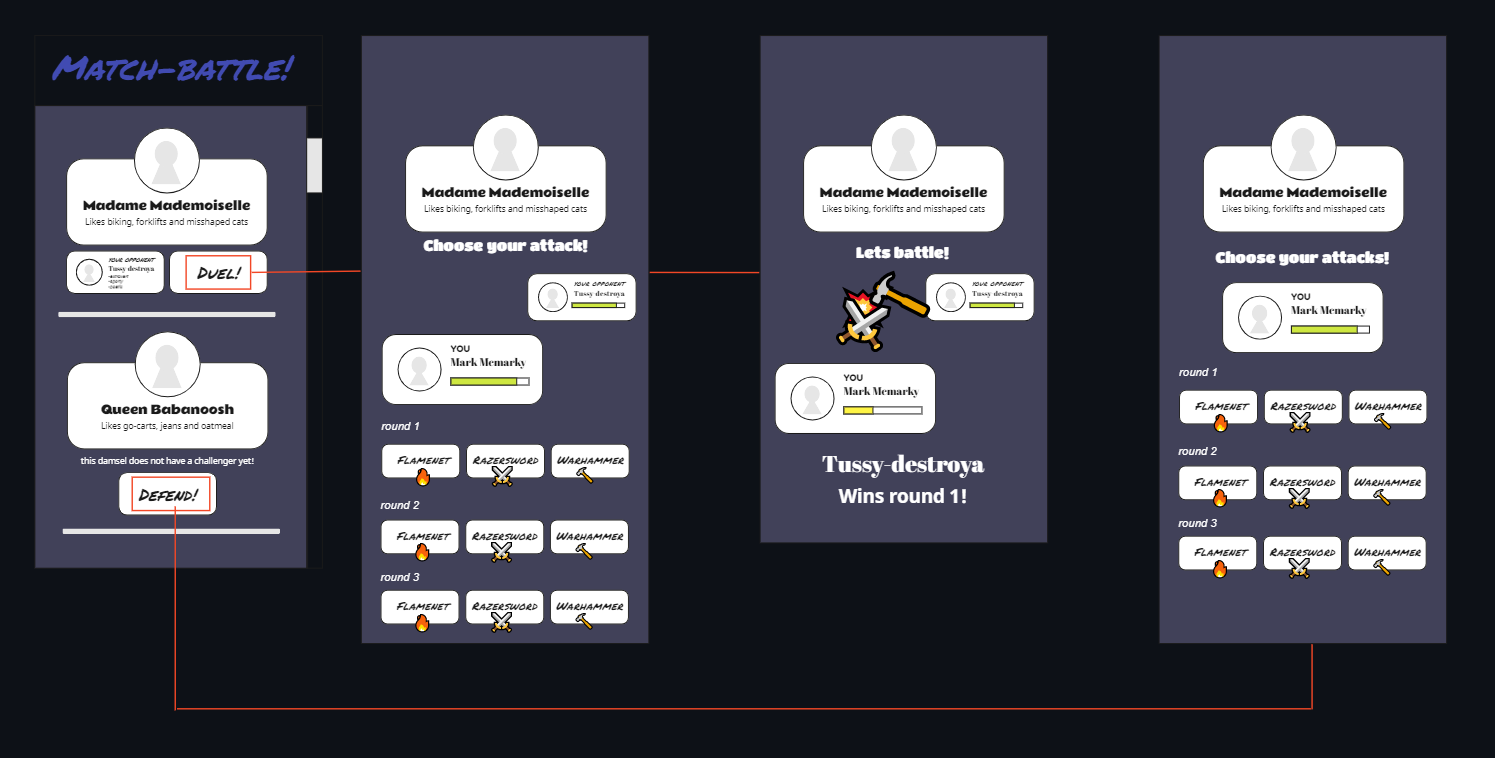 Match-battle!
Madame Mademoiselle
Likes biking, forklifts and misshaped cats
YOUR OPPONENT
Tussy destroya
Duel!
Queen Babanoosh
Likes go-carts, jeans and oatmeal
this damsel does not have a challenger yet!
Defend!
Madame Mademoiselle
Likes biking, forklifts and misshaped cats
Choose your attack!
YOUR OPPONENT
Tussy destroya
YOU
Mark Mcmarky
round 1
Flamenet Razersword Warhammer
round 2
Flamenet Razersword Warhammer
round 3
Flamenet Razersword Warhammer
Madame Mademoiselle
Likes biking, forklifts and misshaped cats
Lets battle!
YOUR OPPONENT
Tussy destroya
YOU
Mark Mcmarky
Tussy-destroya
Wins round 1!
Madame Mademoiselle
Likes biking, forklifts and misshaped cats
Choose your attacks!
YOU
Mark Mcmarky
round 1
Flamenet Razersword Warhammer
round 2
Flamenet Razersword Warhammer
round 3
Flamenet Razersword Warhammer